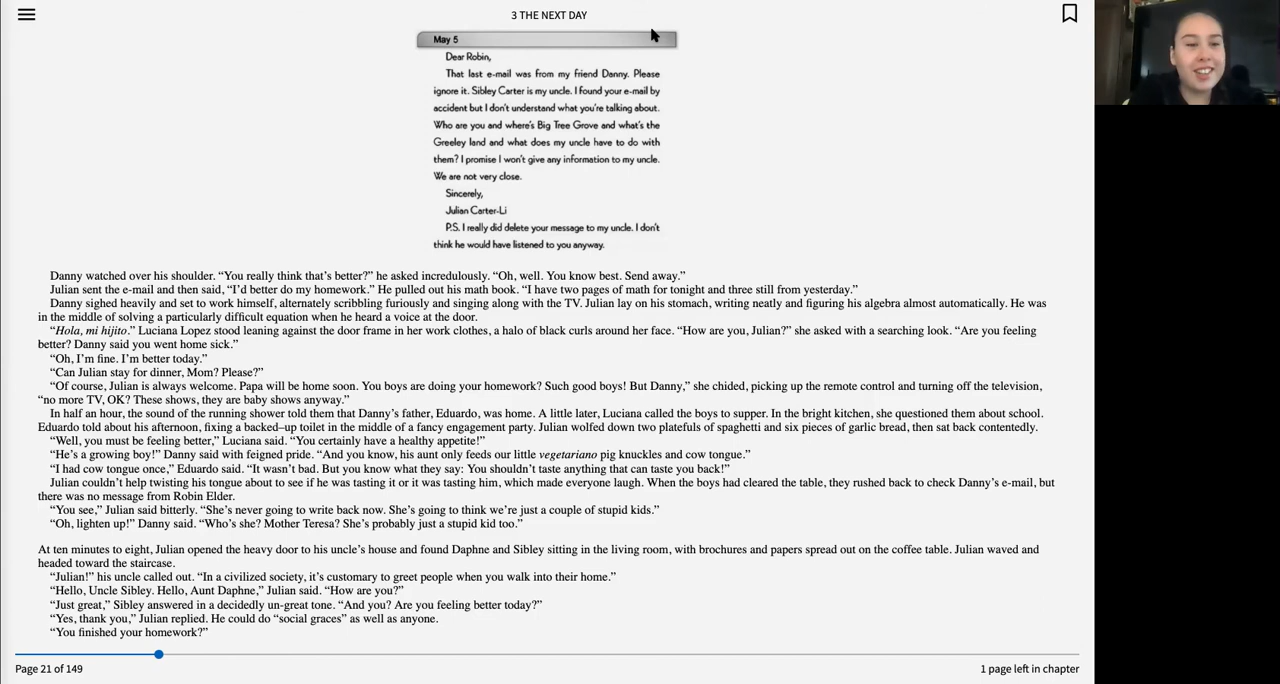 3 THE NEXT DAY
May 5
Dear Robin,
That last e-mail was from my friend Danny. Please
ignore it. Sibley Carter is my uncle. I found your e-mail by
accident but I don't understand what you're talking about.
Who are you and where's Big Tree Grove and what's the
Greeley land and what does my uncle have to do with
them? I promise I won't give any information to my uncle.
We are not very close.
Sincerely,
Julian Carter-Li
P.S. I really did delete your message to my uncle. I don't
think he would have listened to you anyway.
Danny watched over his shoulder. “You really think that’s better?” he asked incredulously. “Oh, well. You know best. Send away.”
Julian sent the e-mail and then said, “I’d better do my homework.” He pulled out his math book. “I have two pages of math for tonight and three still from yesterday.”
Danny sighed heavily and set to work himself, alternately scribbling furiously and singing along with the TV. Julian lay on his stomach, writing neatly and figuring his algebra almost automatically. He was
in the middle of solving a particularly difficult equation when he heard a voice at the door.
“Hola, mi hijito.” Luciana Lopez stood leaning against the door frame in her work clothes, a halo of black curls around her face. “How are you, Julian?” she asked with a searching look. “Are you feeling
better? Danny said you went home sick.”
“Oh, I’m fine. I’m better today.”
“Can Julian stay for dinner, Mom? Please?”
“Of course, Julian is always welcome. Papa will be home soon. You boys are doing your homework? Such good boys! But Danny,” she chided, picking up the remote control and turning off the television,
“no more TV, OK? These shows, they are baby shows anyway.”
In half an hour, the sound of the running shower told them that Danny’s father, Eduardo, was home. A little later, Luciana called the boys to supper. In the bright kitchen, she questioned them about school.
Eduardo told about his afternoon, fixing a backed–up toilet in the middle of a fancy engagement party. Julian wolfed down two platefuls of spaghetti and six pieces of garlic bread, then sat back contentedly.
“Well, you must be feeling better,” Luciana said. “You certainly have a healthy appetite!”
“He’s a growing boy!” Danny said with feigned pride. “And you know, his aunt only feeds our little vegetariano pig knuckles and cow tongue.”
“I had cow tongue once,” Eduardo said. “It wasn’t bad. But you know what they say: You shouldn’t taste anything that can taste you back!”
Julian couldn’t help twisting his tongue about to see if he was tasting it or it was tasting him, which made everyone laugh. When the boys had cleared the table, they rushed back to check Danny’s e-mail, but
there was no message from Robin Elder.
“You see,” Julian said bitterly. “She’s never going to write back now. She’s going to think we’re just a couple of stupid kids.”
“Oh, lighten up!” Danny said. “Who’s she? Mother Teresa? She’s probably just a stupid kid too.”
At ten minutes to eight, Julian opened the heavy door to his uncle’s house and found Daphne and Sibley sitting in the living room, with brochures and papers spread out on the coffee table. Julian waved and
headed toward the staircase.
“Julian!” his uncle called out. “In a civilized society, it’s customary to greet people when you walk into their home.”
“Hello, Uncle Sibley. Hello, Aunt Daphne,” Julian said. “How are you?”
“Just great,” Sibley answered in a decidedly un-great tone. “And you? Are you feeling better today?”
“Yes, thank you,” Julian replied. He could do “social graces” as well as anyone.
“You finished your homework?”
Page 21 of 149
1 page left in chapter